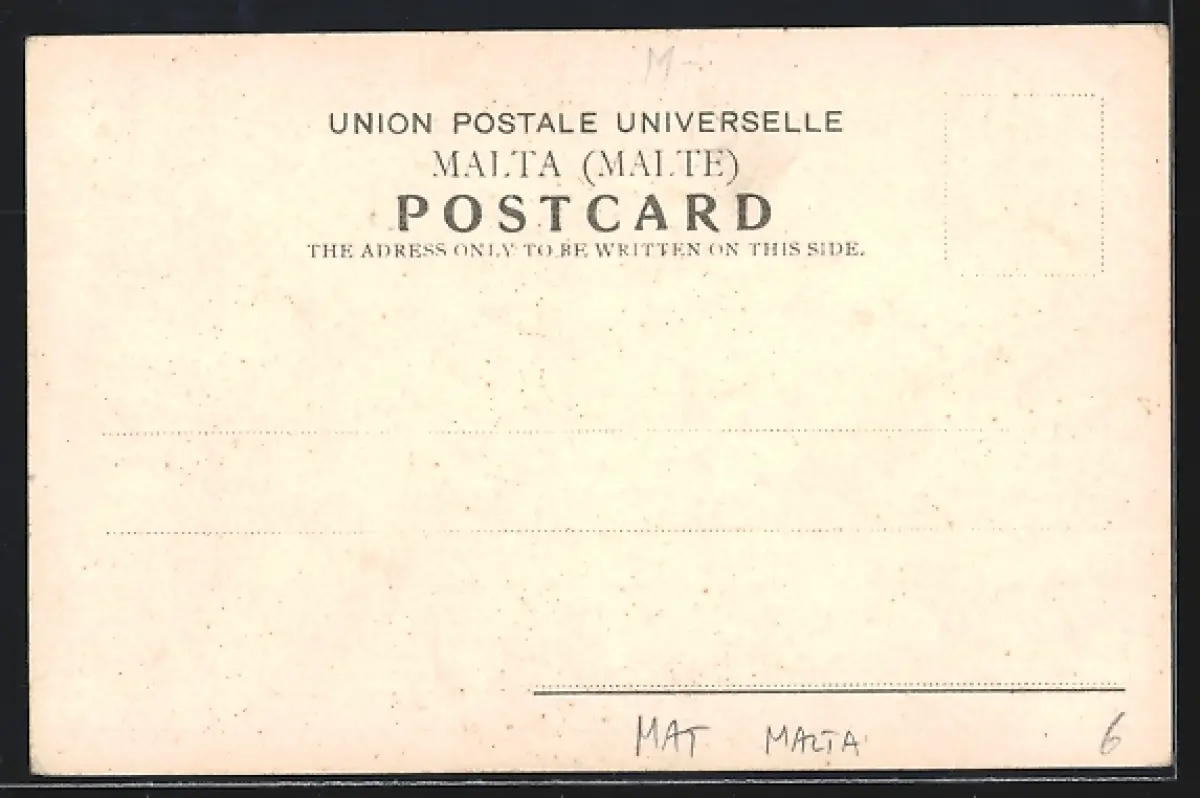 M-
UNION POSTALE UNIVERSELLE
MALTA (MALTE)
POSTCARD
THE ADRESS ONLY TO BE WRITTEN ON THIS SIDE.
MAT MALTA 6